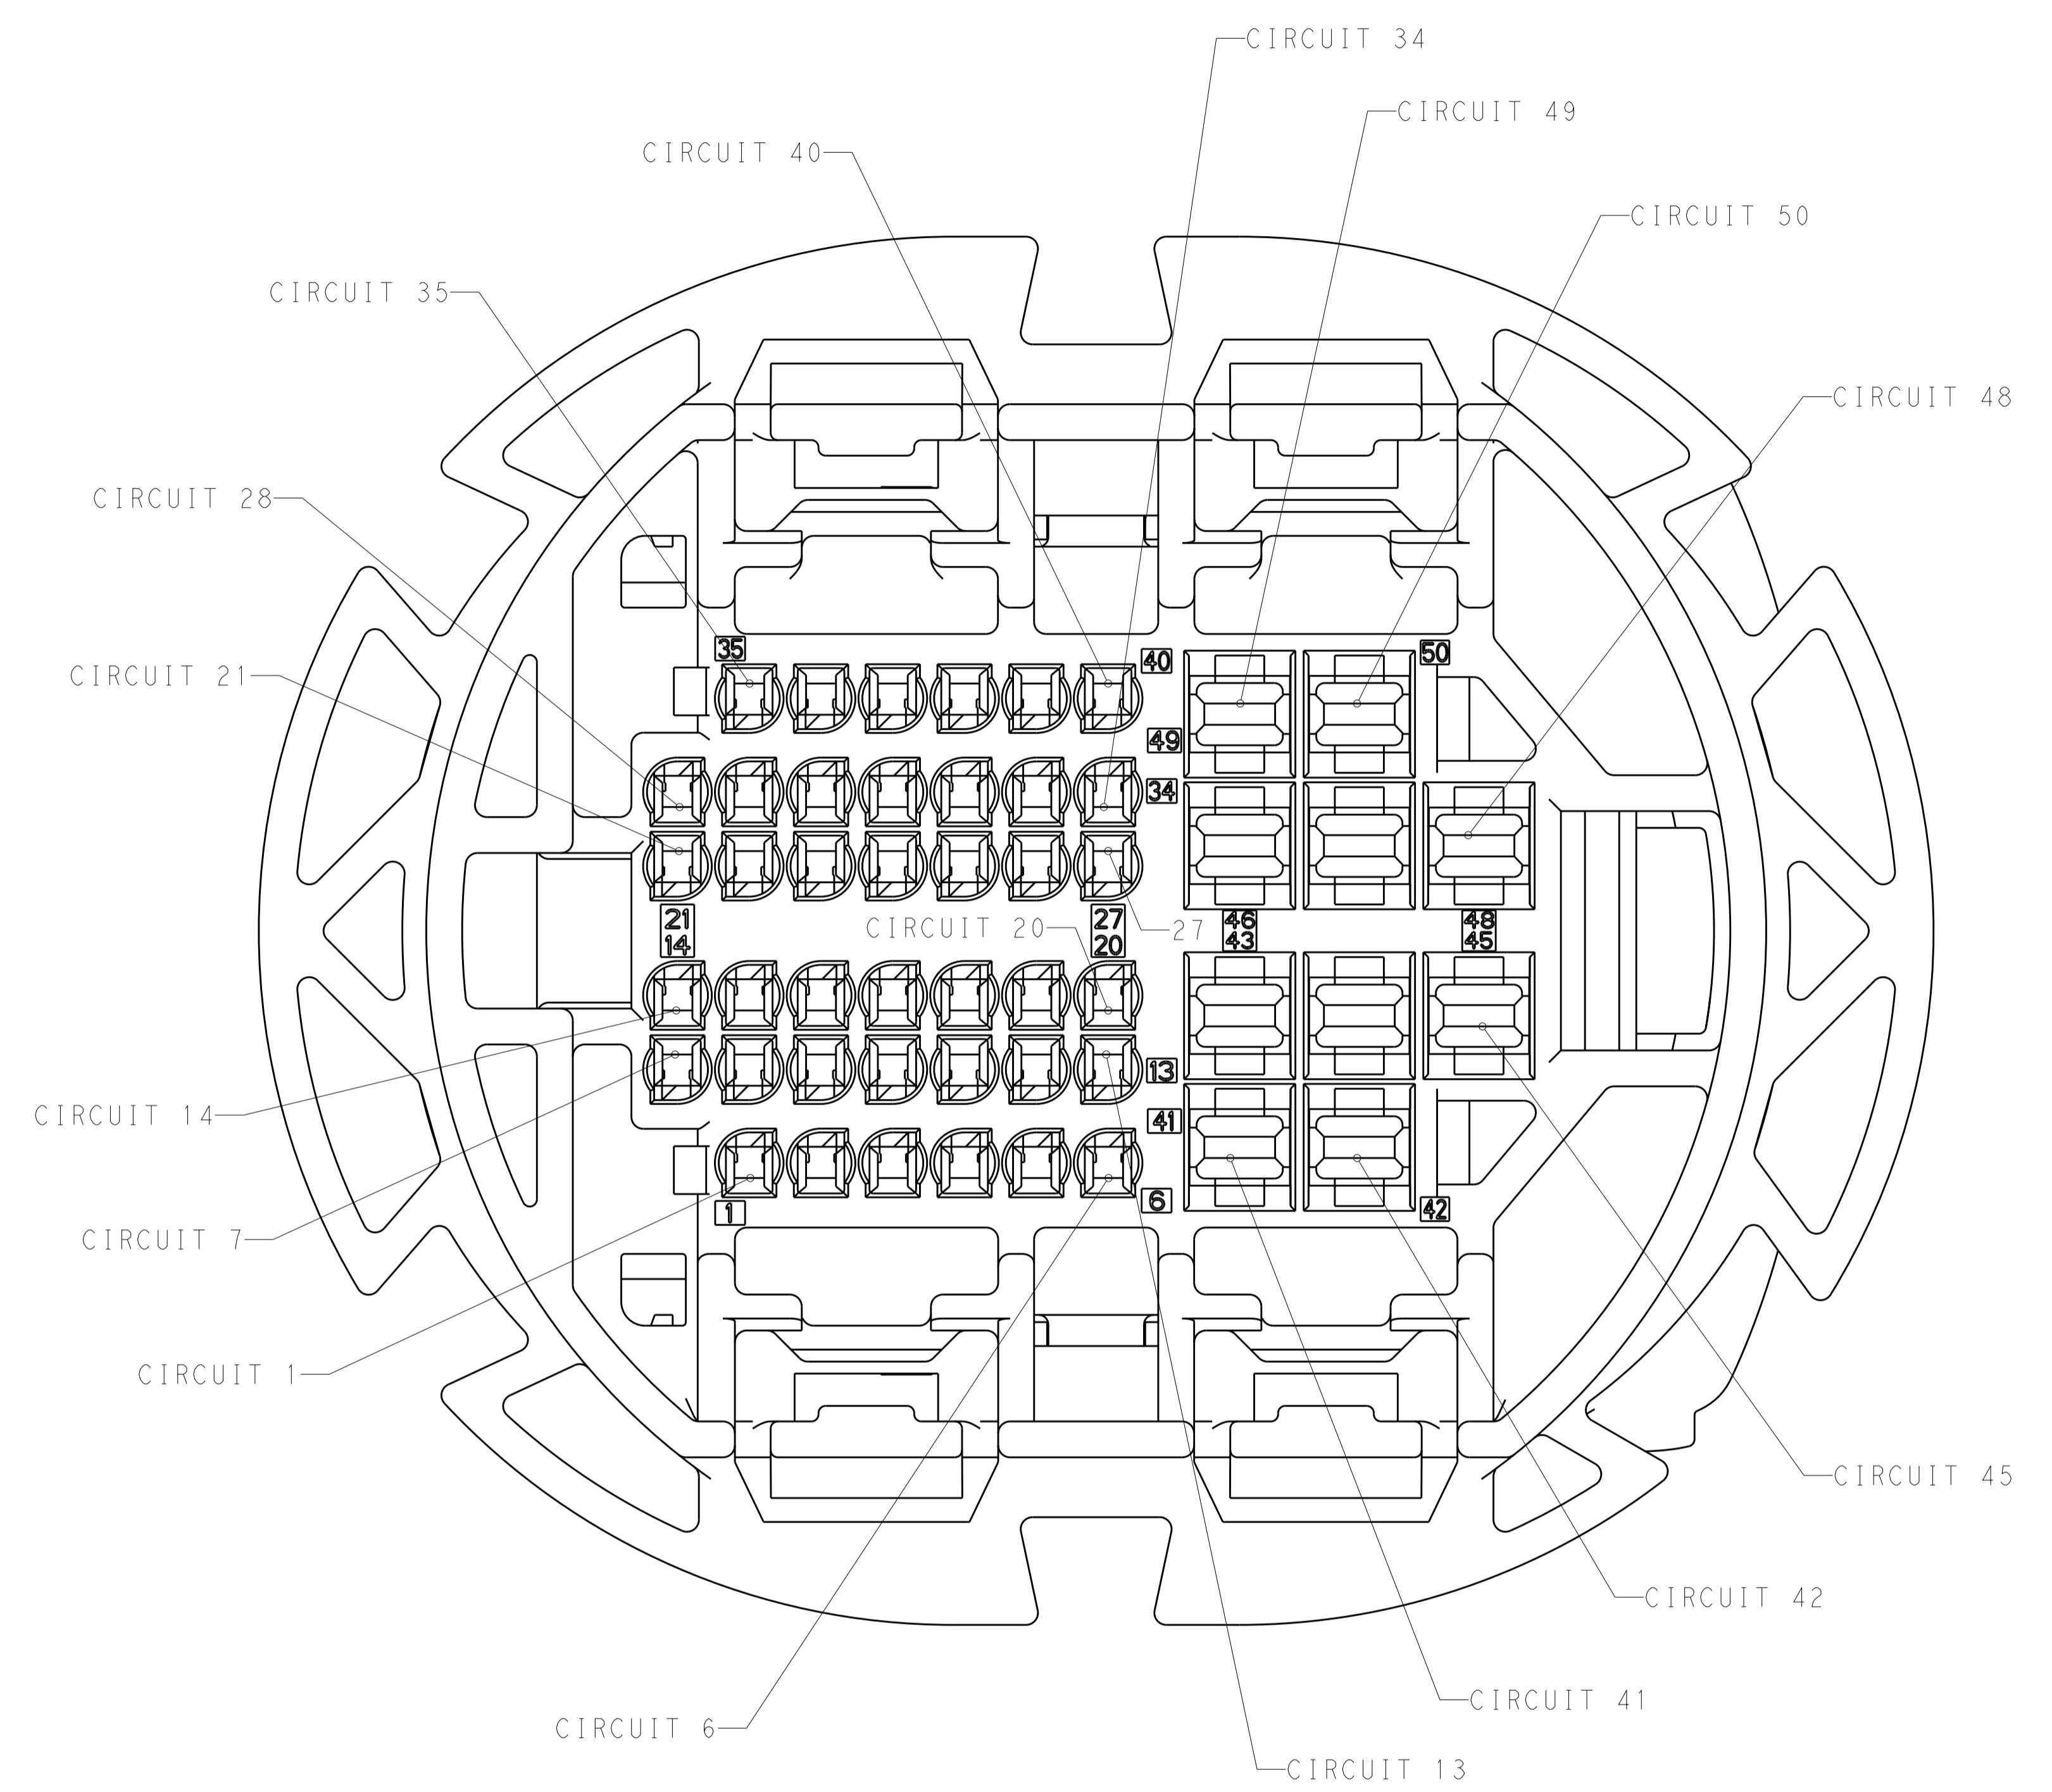 CIRCUIT 34
CIRCUIT 49
CIRCUIT 40
CIRCUIT 50
CIRCUIT 35
CIRCUIT 48
CIRCUIT 28
35
40
50
CIRCUIT 21
49
34
21
14
CIRCUIT 20
27
20
27
46
43
48
45
13
CIRCUIT 14
41
1
6
42
CIRCUIT 7
CIRCUIT 1
CIRCUIT 45
CIRCUIT 42
CIRCUIT 41
CIRCUIT 6
CIRCUIT 13